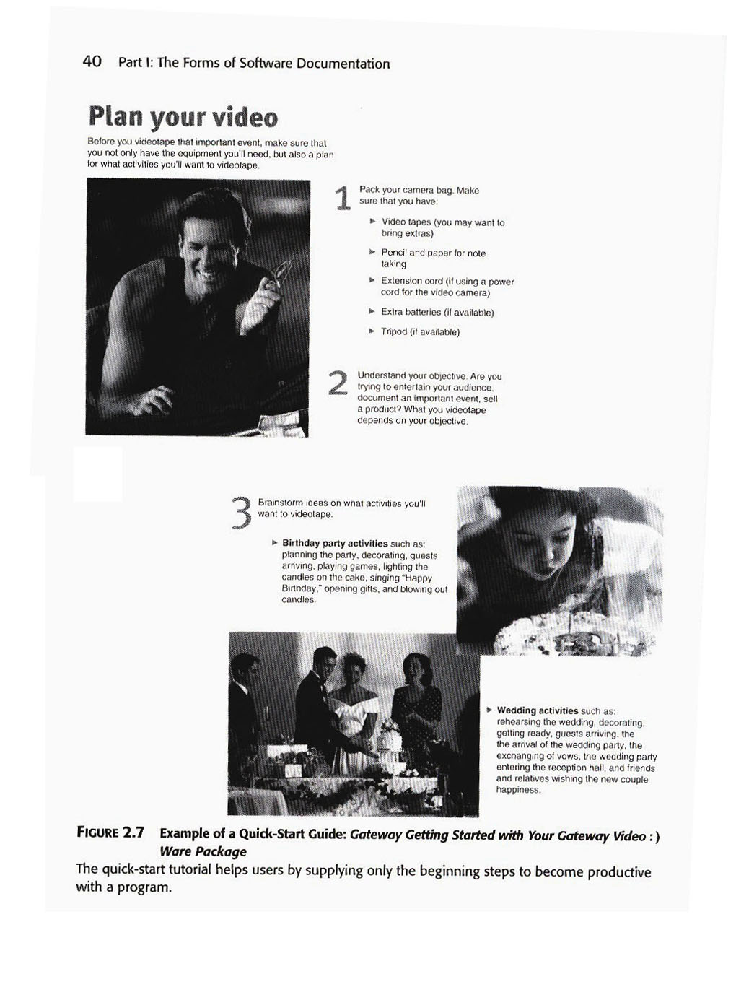 40 Part I: The Forms of Software Documentation
Plan your video
Before you videotape that important event, make sure that
you not only have the equipment you'll need, but also a plan
for what activities you'll want to videotape.
1 Pack your camera bag. Make
sure that you have:
► Video tapes (you may want to
bring extras)
► Pencil and paper for note
taking
► Extension cord (if using a power
cord for the video camera)
► Extra batteries (if available)
► Tripod (if available)
2 Understand your objective. Are you
trying to entertain your audience,
document an important event, sell
a product? What you videotape
depends on your objective.
3 Brainstorm ideas on what activities you'll
want to videotape.
► Birthday party activities such as:
planning the party, decorating, guests
arriving, playing games, lighting the
candles on the cake, singing "Happy
Birthday," opening gifts, and blowing out
candles.
► Wedding activities such as:
rehearsing the wedding, decorating,
getting ready, guests arriving, the
the arrival of the wedding party, the
exchanging of vows, the wedding party
entering the reception hall, and friends
and relatives wishing the new couple
happiness.
FIGURE 2.7 Example of a Quick-Start Guide: Gateway Getting Started with Your Gateway Video :)
Ware Package
The quick-start tutorial helps users by supplying only the beginning steps to become productive
with a program.